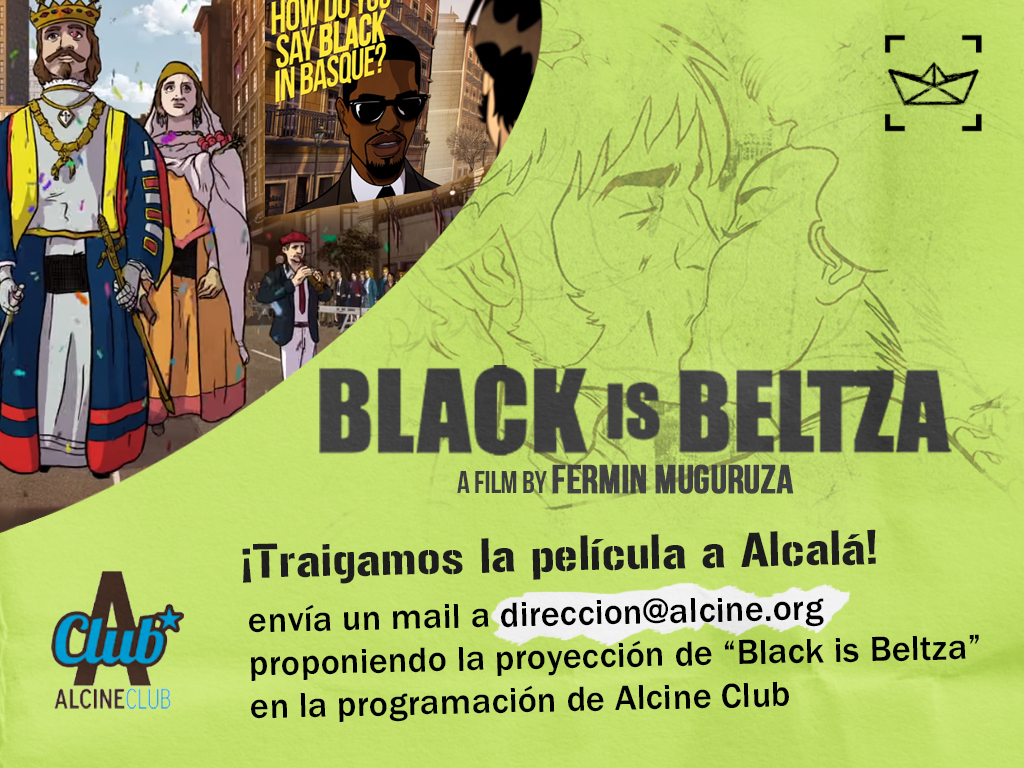 HOW DO YOU
SAY BLACK
IN BASQUE?
BLACK IS BELTZA
A FILM BY FERMIN MUGURUZA
¡Traigamos la película a Alcalá!
envía un mail a direccion@alcine.org
proponiendo la proyección de “Black is Beltza”
en la programación de Alcine Club
A
Club
ALCINECLUB